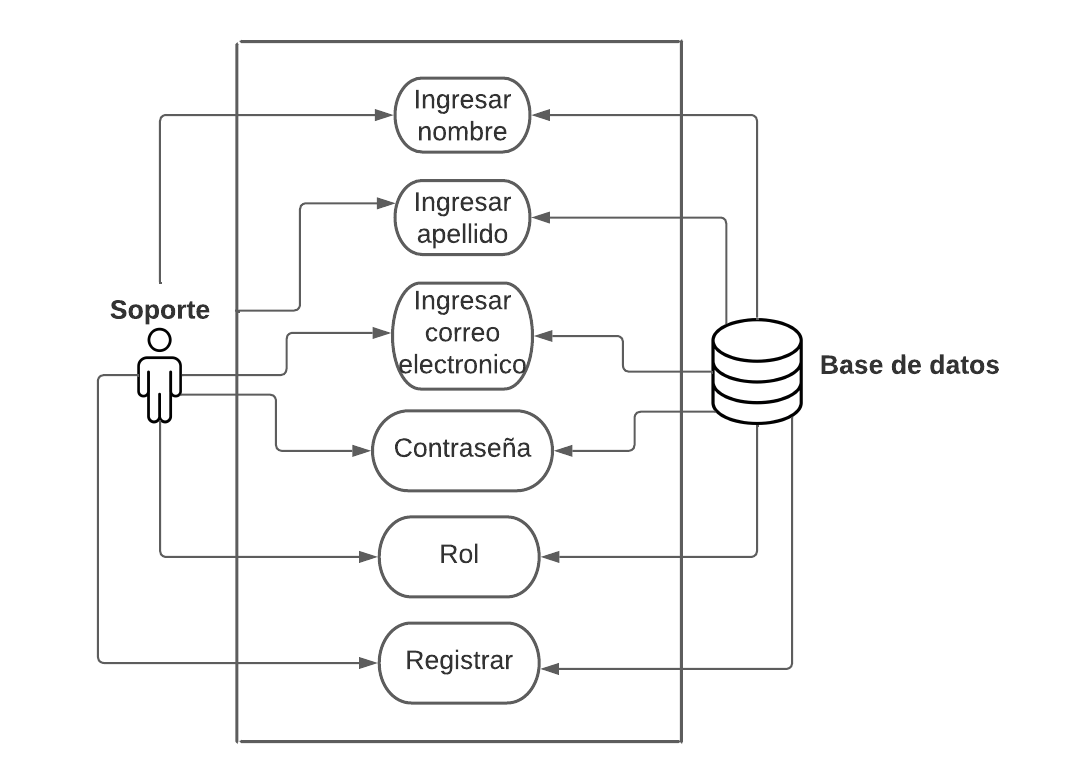 Ingresar
nombre
Ingresar
apellido
Soporte
Ingresar
correo
electronico
Base de datos
Contraseña
Rol
Registrar